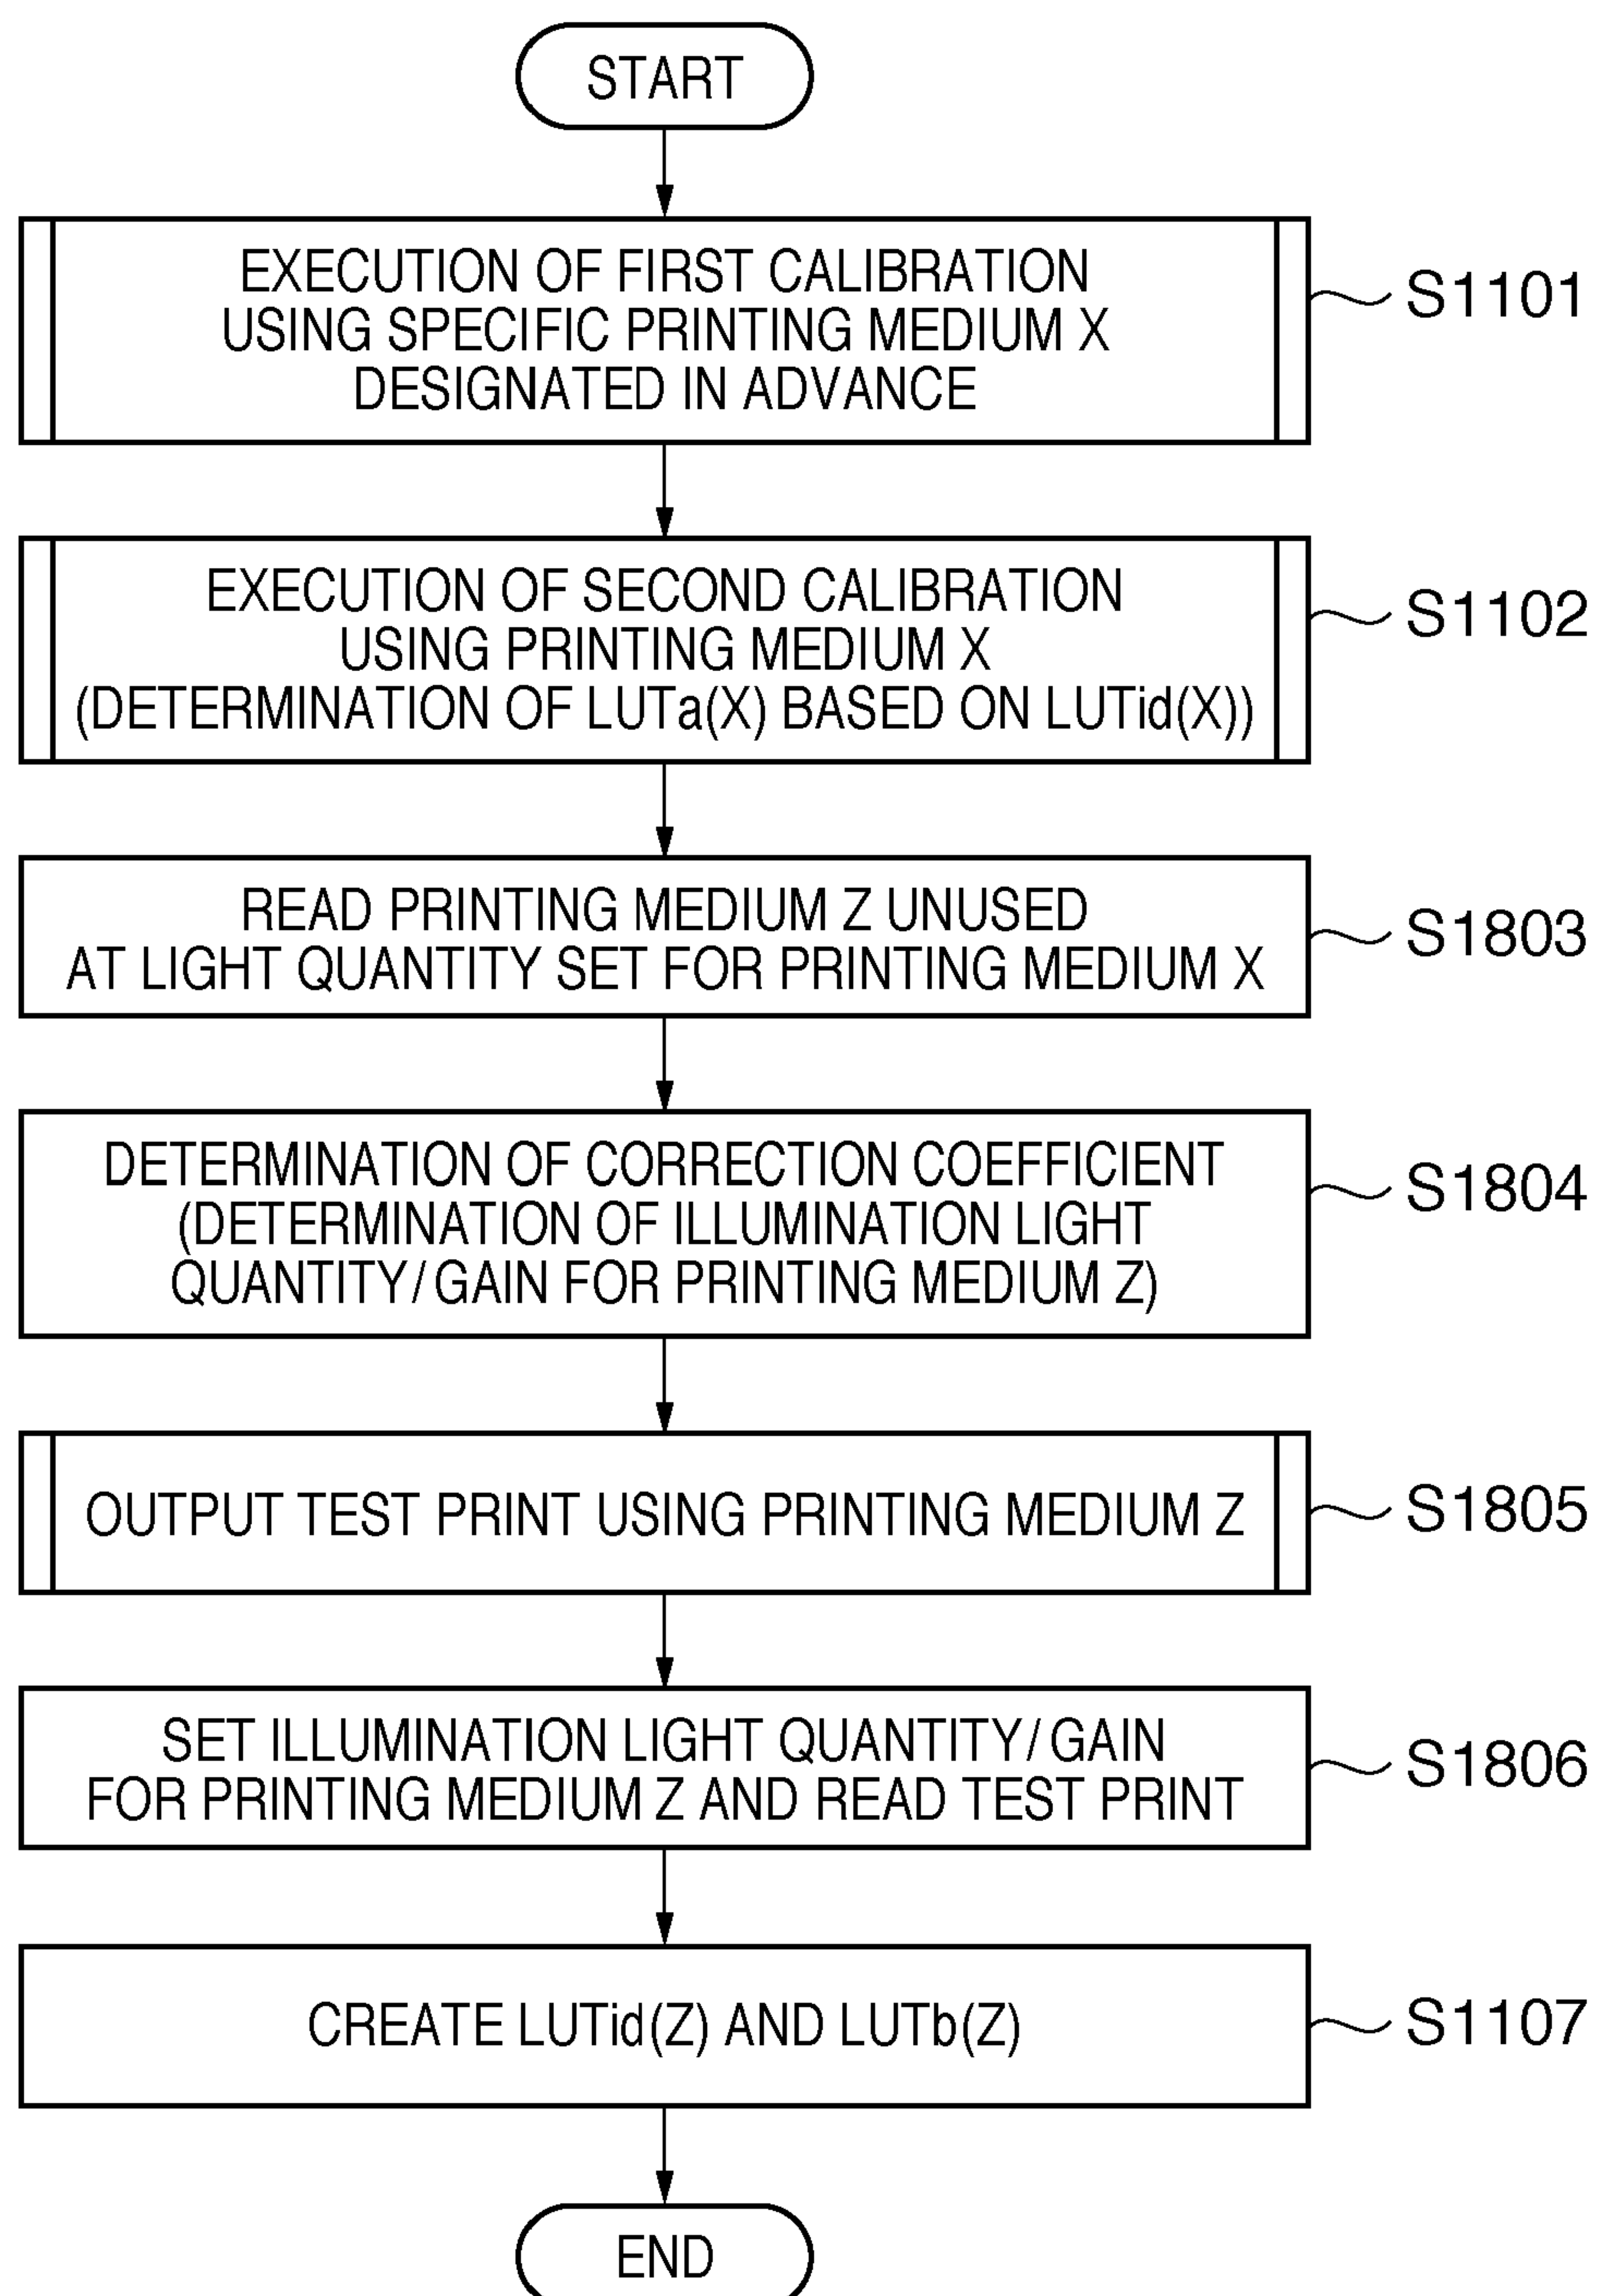 START
EXECUTION OF FIRST CALIBRATION
USING SPECIFIC PRINTING MEDIUM X
DESIGNATED IN ADVANCE
S1101
EXECUTION OF SECOND CALIBRATION
USING PRINTING MEDIUM X
(DETERMINATION OF LUTa(X) BASED ON LUTid(X))
S1102
READ PRINTING MEDIUM Z UNUSED
AT LIGHT QUANTITY SET FOR PRINTING MEDIUM X
S1803
DETERMINATION OF CORRECTION COEFFICIENT
(DETERMINATION OF ILLUMINATION LIGHT
QUANTITY/GAIN FOR PRINTING MEDIUM Z)
S1804
OUTPUT TEST PRINT USING PRINTING MEDIUM Z
S1805
SET ILLUMINATION LIGHT QUANTITY/GAIN
FOR PRINTING MEDIUM Z AND READ TEST PRINT
S1806
CREATE LUTid(Z) AND LUTb(Z)
S1107
END